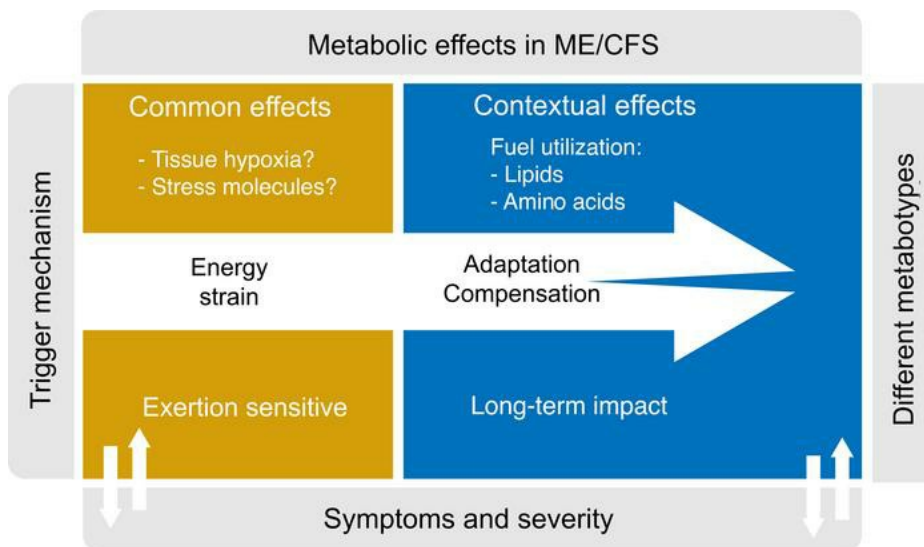 Metabolic effects in ME/CFS
Trigger mechanism
Common effects
- Tissue hypoxia?
- Stress molecules?
Energy
strain
Exertion sensitive
Contextual effects
Fuel utilization:
- Lipids
- Amino acids
Adaptation
Compensation
Long-term impact
Different metabotypes
Symptoms and severity